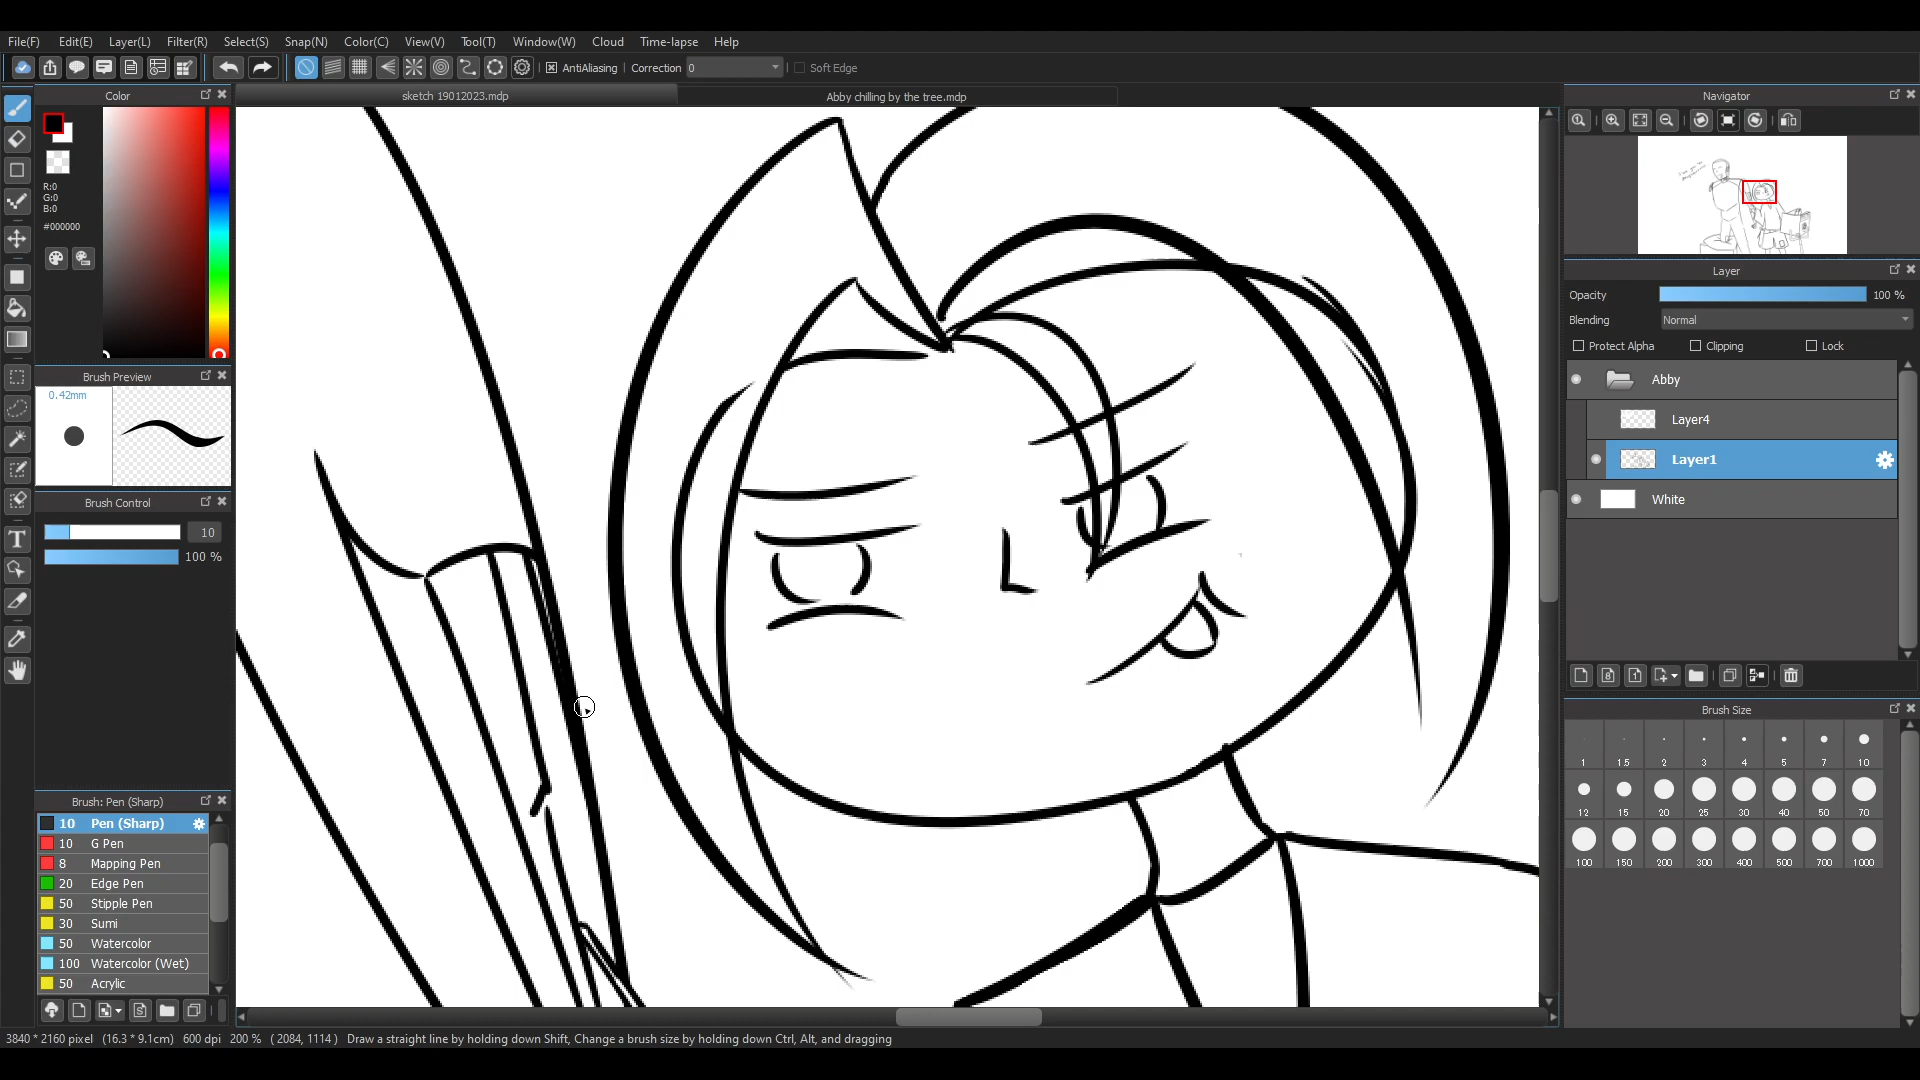 File(F) Edit(E) Layer(L) Filter(R) Select(S) Snap(N) Color(C) View(V) Tool(T) Window(W) Cloud Time-lapse Help
AntiAliasing Correction 0 Soft Edge
Color
sketch 19012023.mdp
Abby chilling by the tree.mdp
R:0
G:0
B:0
#000000
Brush Preview
0.42mm
Brush Control
10
100 %
Brush: Pen (Sharp)
10 Pen (Sharp)
10 G Pen
8 Mapping Pen
20 Edge Pen
50 Stipple Pen
30 Sumi
50 Watercolor
100 Watercolor (Wet)
50 Acrylic
Navigator
Layer
Opacity 100 %
Blending Normal
Protect Alpha Clipping Lock
Abby
Layer4
Layer1
White
Brush Size
1 1.5 2 3 4 5 7 10
12 15 20 25 30 40 50 70
100 150 200 300 400 500 700 1000
3840 * 2160 pixel (16.3 * 9.1cm) 600 dpi 200 % ( 2084, 1114 ) Draw a straight line by holding down Shift, Change a brush size by holding down Ctrl, Alt, and dragging